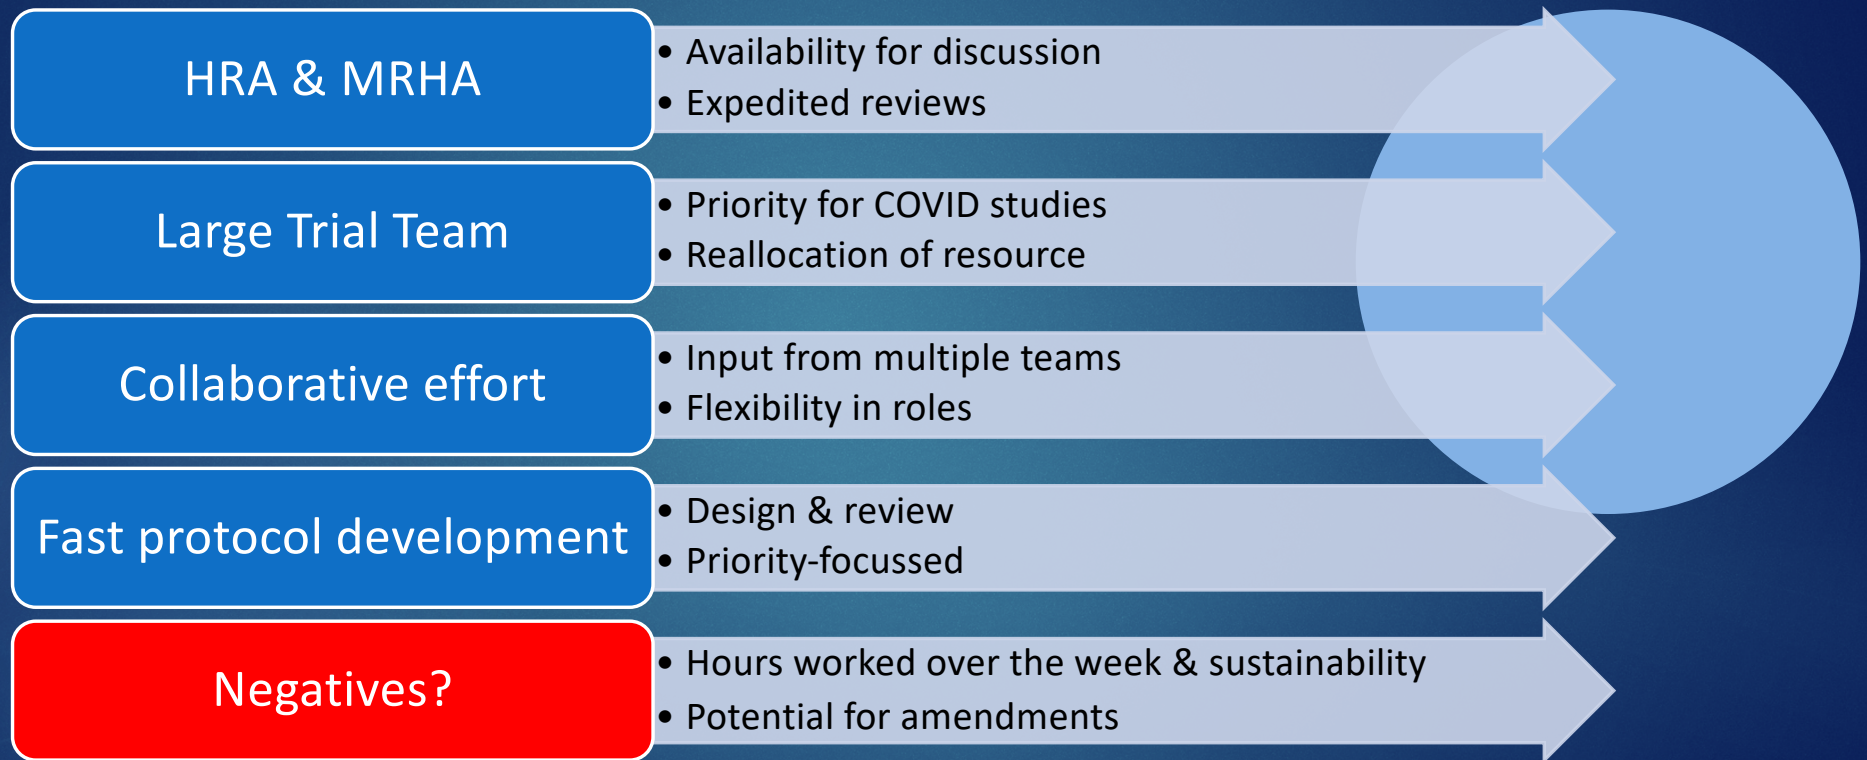 HRA & MRHA
• Availability for discussion
• Expedited reviews
Large Trial Team
• Priority for COVID studies
• Reallocation of resource
Collaborative effort
• Input from multiple teams
• Flexibility in roles
Fast protocol development
• Design & review
• Priority-focussed
Negatives?
• Hours worked over the week & sustainability
• Potential for amendments